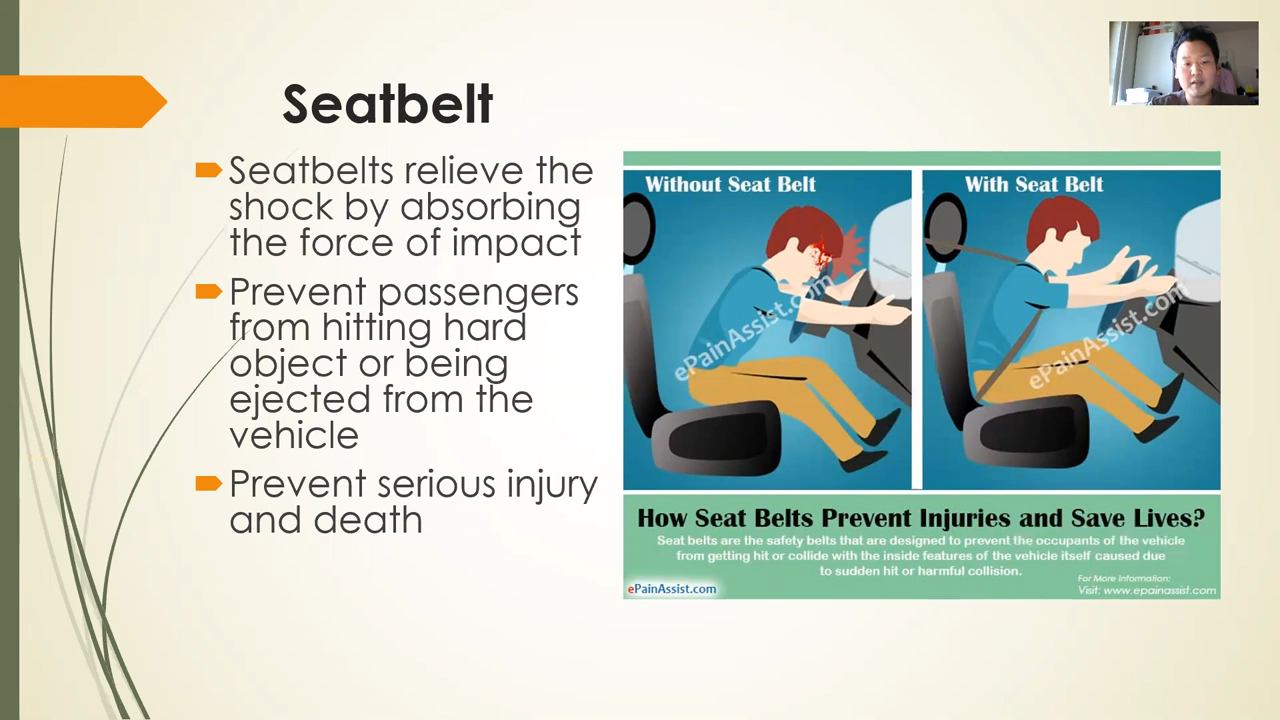 Seatbelt
Seatbelts relieve the
shock by absorbing
the force of impact
Prevent passengers
from hitting hard
object or being
ejected from the
vehicle
Prevent serious injury
and death
Without Seat Belt
With Seat Belt
ePainAssist.com
ePainAssist.com
How Seat Belts Prevent Injuries and Save Lives?
Seat belts are the safety belts that are designed to prevent the occupants of the vehicle
from getting hit or collide with the inside features of the vehicle itself caused due
to sudden hit or harmful collision.
For More Information:
ePainAssist.com
Visit: www.epainassist.com